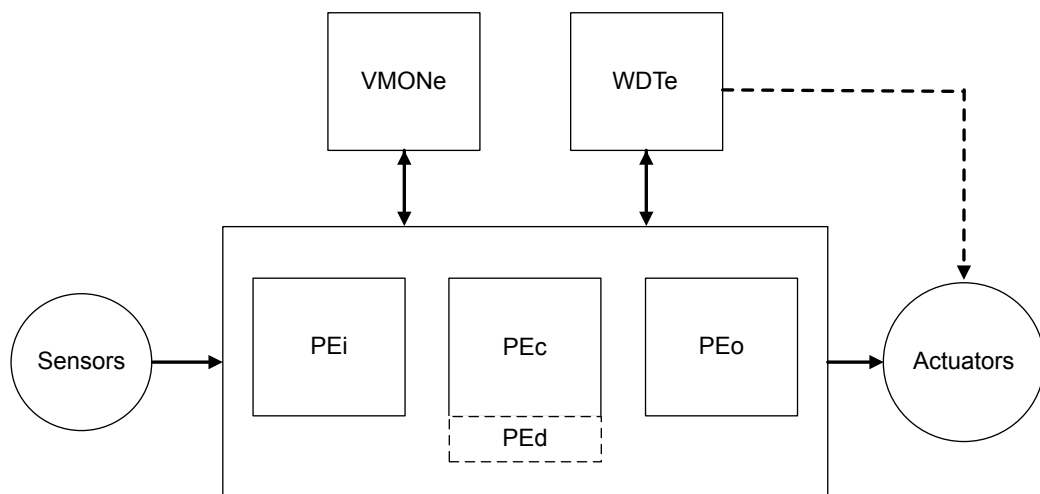 VMONe
WDTe
Sensors
PEi
PEc
PEo
Actuators
PEd